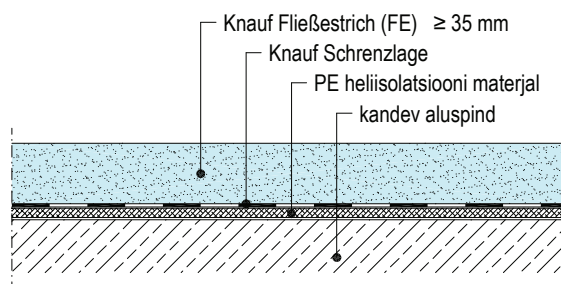 Knauf Fließestrich (FE) ≥ 35 mm
Knauf Schrenzlage
PE heliisolatsiooni materjal
kandev aluspind